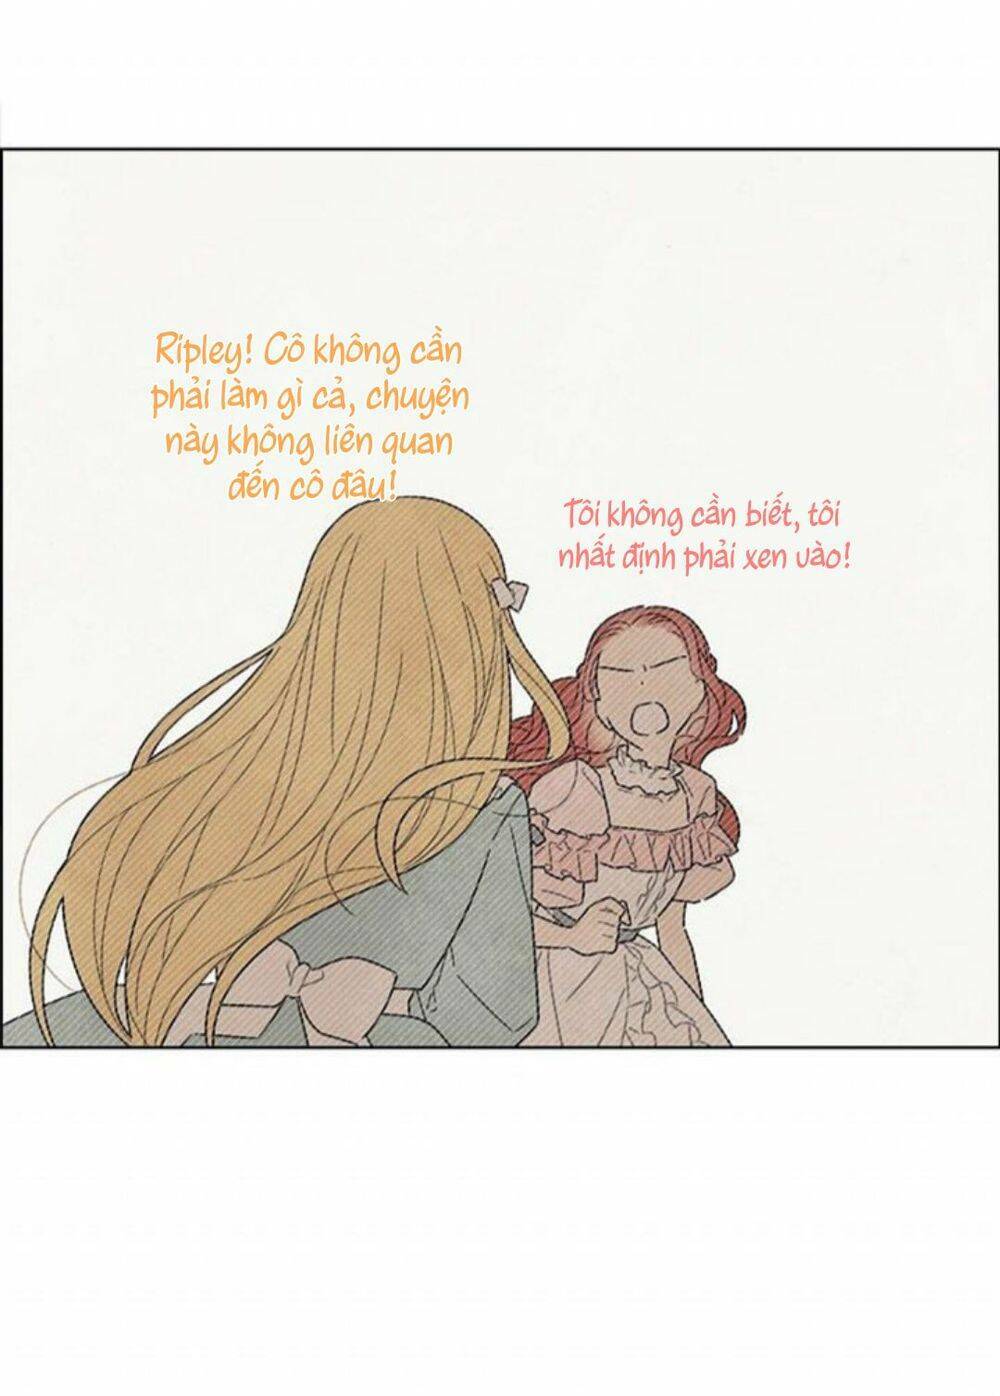 Ripley! Cô không cần
phải làm gì cả, chuyện
này không liên quan
đến cô đâu!
Tôi không cần biết, tôi
nhất định phải xen vào!